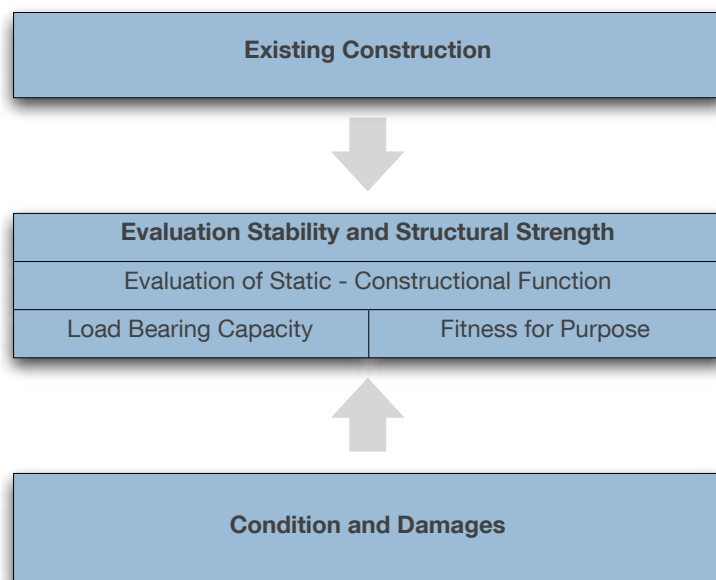 Existing Construction
Evaluation Stability and Structural Strength
Evaluation of Static - Constructional Function
Load Bearing Capacity
Fitness for Purpose
Condition and Damages